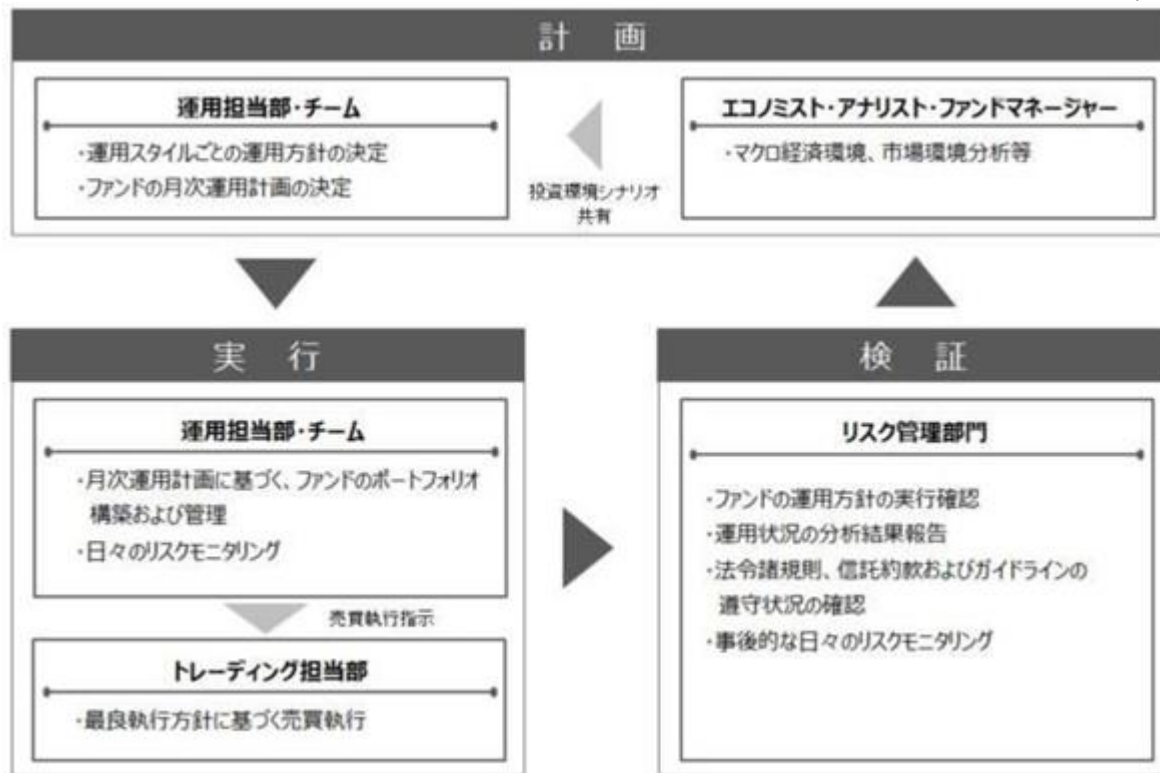 計 画
運用担当部・チーム
・運用スタイルごとの運用方針の決定
・ファンドの月次運用計画の決定
投資環境シナリオ
共有
エコノミスト・アナリスト・ファンドマネージャー
・マクロ経済環境、市場環境分析等
実 行
運用担当部・チーム
・月次運用計画に基づく、ファンドのポートフォリオ
構築および管理
・日々のリスクモニタリング
売買執行指示
トレーディング担当部
・最良執行方針に基づく売買執行
検 証
リスク管理部門
・ファンドの運用方針の実行確認
・運用状況の分析結果報告
・法令諸規則、信託約款およびガイドラインの
遵守状況の確認
・事後的な日々のリスクモニタリング